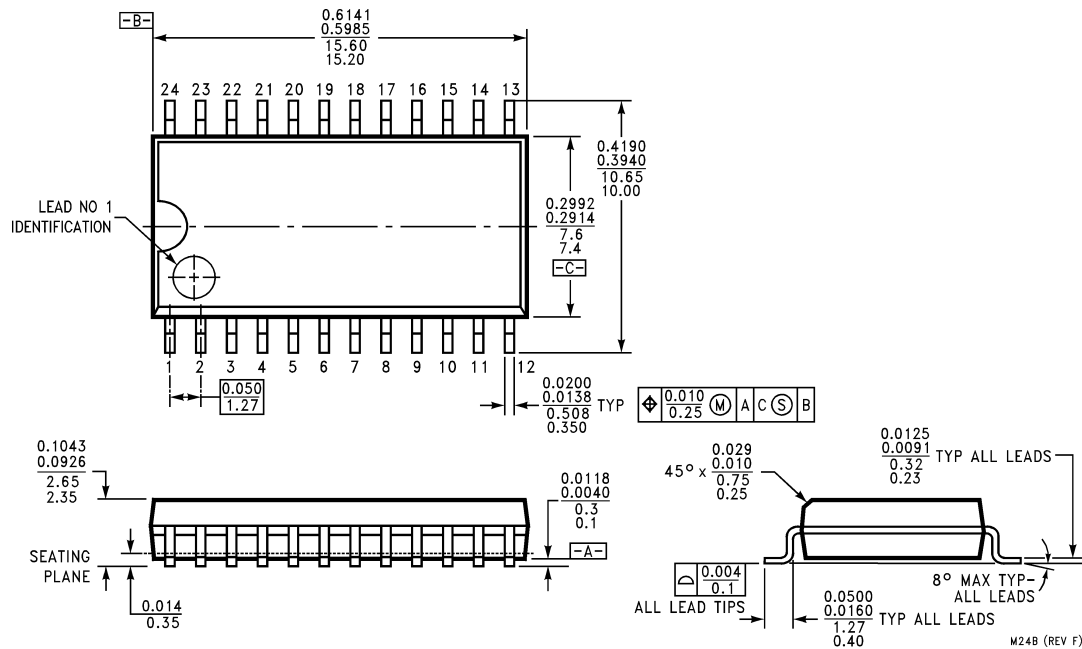 -B-
0.6141
0.5985
15.60
15.20
24 23 22 21 20 19 18 17 16 15 14 13
0.4190
0.3940
10.65
10.00
LEAD NO 1
IDENTIFICATION
0.2992
0.2914
7.6
7.4
-C-
1 2 3 4 5 6 7 8 9 10 11 12
0.050
1.27
0.0200
0.0138
0.508
0.350
TYP
0.010
0.25
M
A
C
S
B
0.1043
0.0926
2.65
2.35
0.0118
0.0040
0.3
0.1
-A-
SEATING
PLANE
0.014
0.35
45° x
0.029
0.010
0.75
0.25
0.0125
0.0091
0.32
0.23
TYP ALL LEADS
0.004
0.1
ALL LEAD TIPS
8° MAX TYP-
ALL LEADS
0.0500
0.0160
1.27
0.40
TYP ALL LEADS
M24B (REV F)